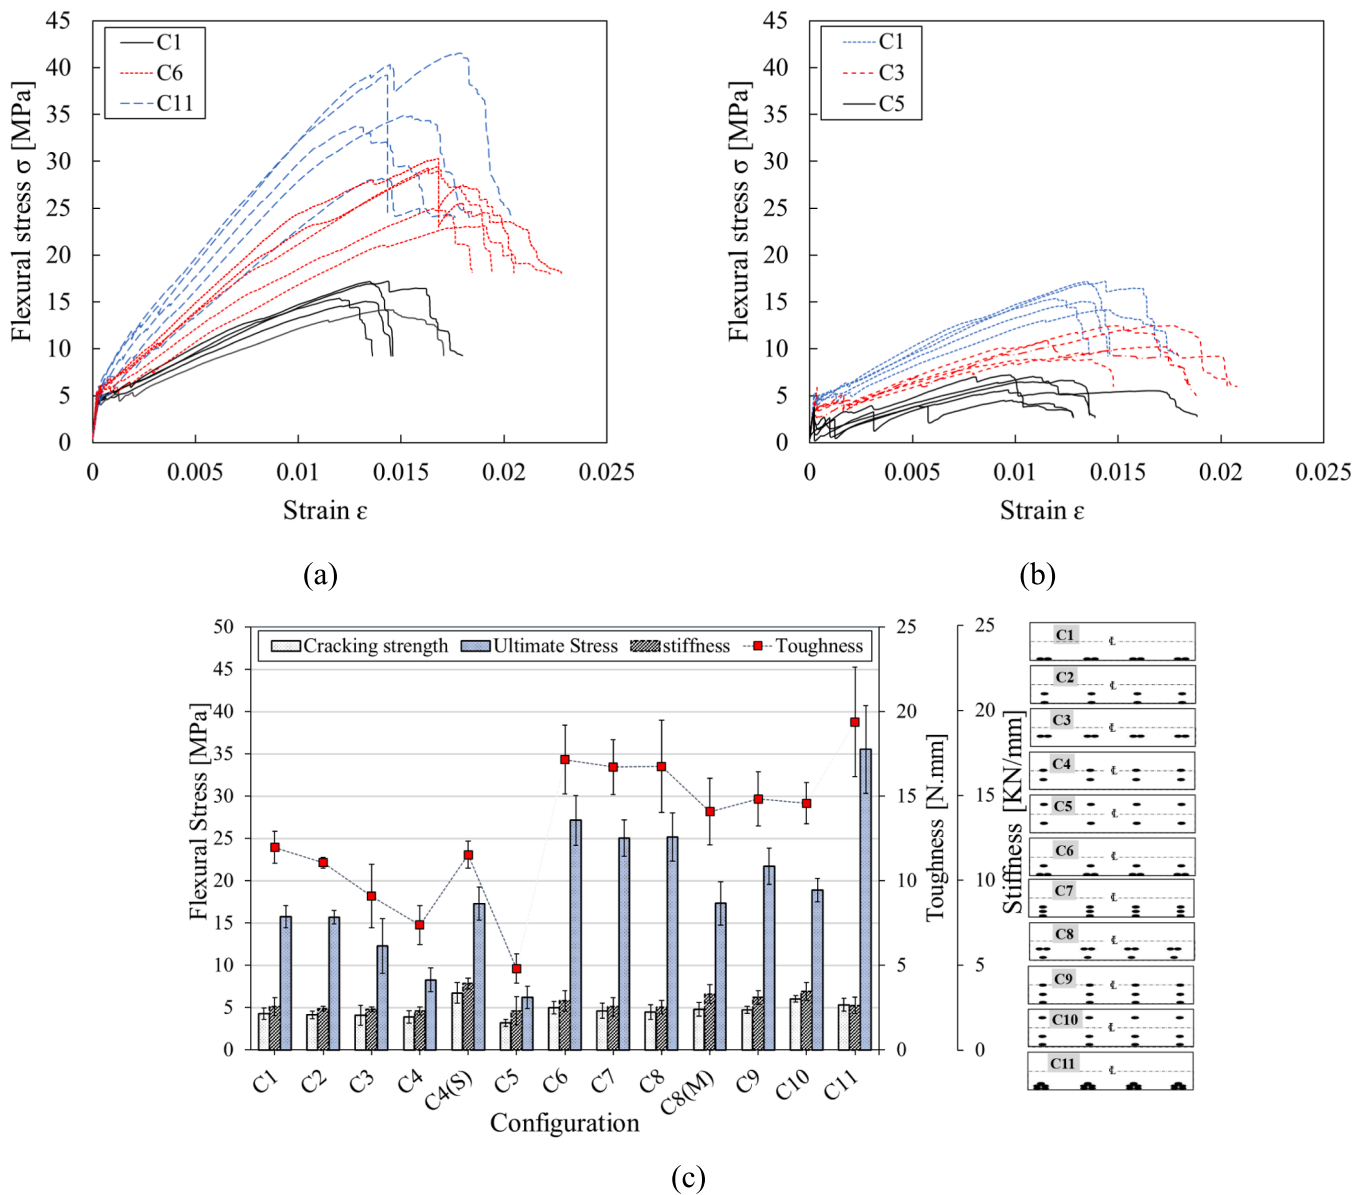 (a)
(b)
45
40
35
30
25
20
15
10
5
0
Flexural stress σ [MPa]
C1
C6
C11
0
0.005
0.01
0.015
0.02
0.025
Strain ε
(a)
45
40
35
30
25
20
15
10
5
0
Flexural stress σ [MPa]
C1
C3
C5
0
0.005
0.01
0.015
0.02
0.025
Strain ε
(b)
50
45
40
35
30
25
20
15
10
5
0
Flexural Stress [MPa]
Cracking strength
Ultimate Stress
stiffness
Toughness
25
20
15
10
5
0
Toughness [N.mm]
25
20
15
10
5
0
Stiffness [KN/mm]
C1
C2
C3
C4
C4(S)
C5
C6
C7
C8
C8(M)
C9
C10
C11
Configuration
C1 ℄
C2 ℄
C3 ℄
C4 ℄
C5 ℄
C6 ℄
C7 ℄
C8 ℄
C9 ℄
C10 ℄
C11 ℄
(c)